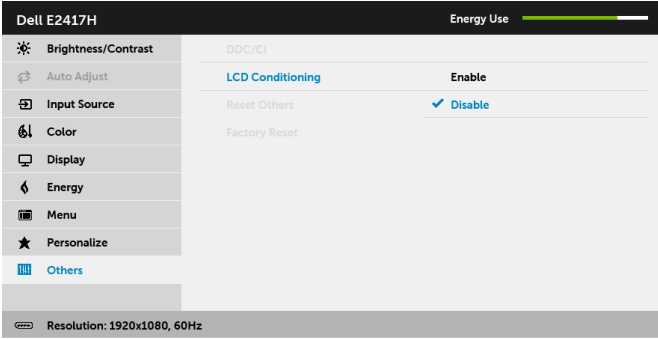 Dell E2417H
Energy Use
Brightness/Contrast
DDC/CI
Auto Adjust
LCD Conditioning
Enable
Input Source
Reset Others
Disable
Color
Factory Reset
Display
Energy
Menu
Personalize
Others
Resolution: 1920x1080, 60Hz